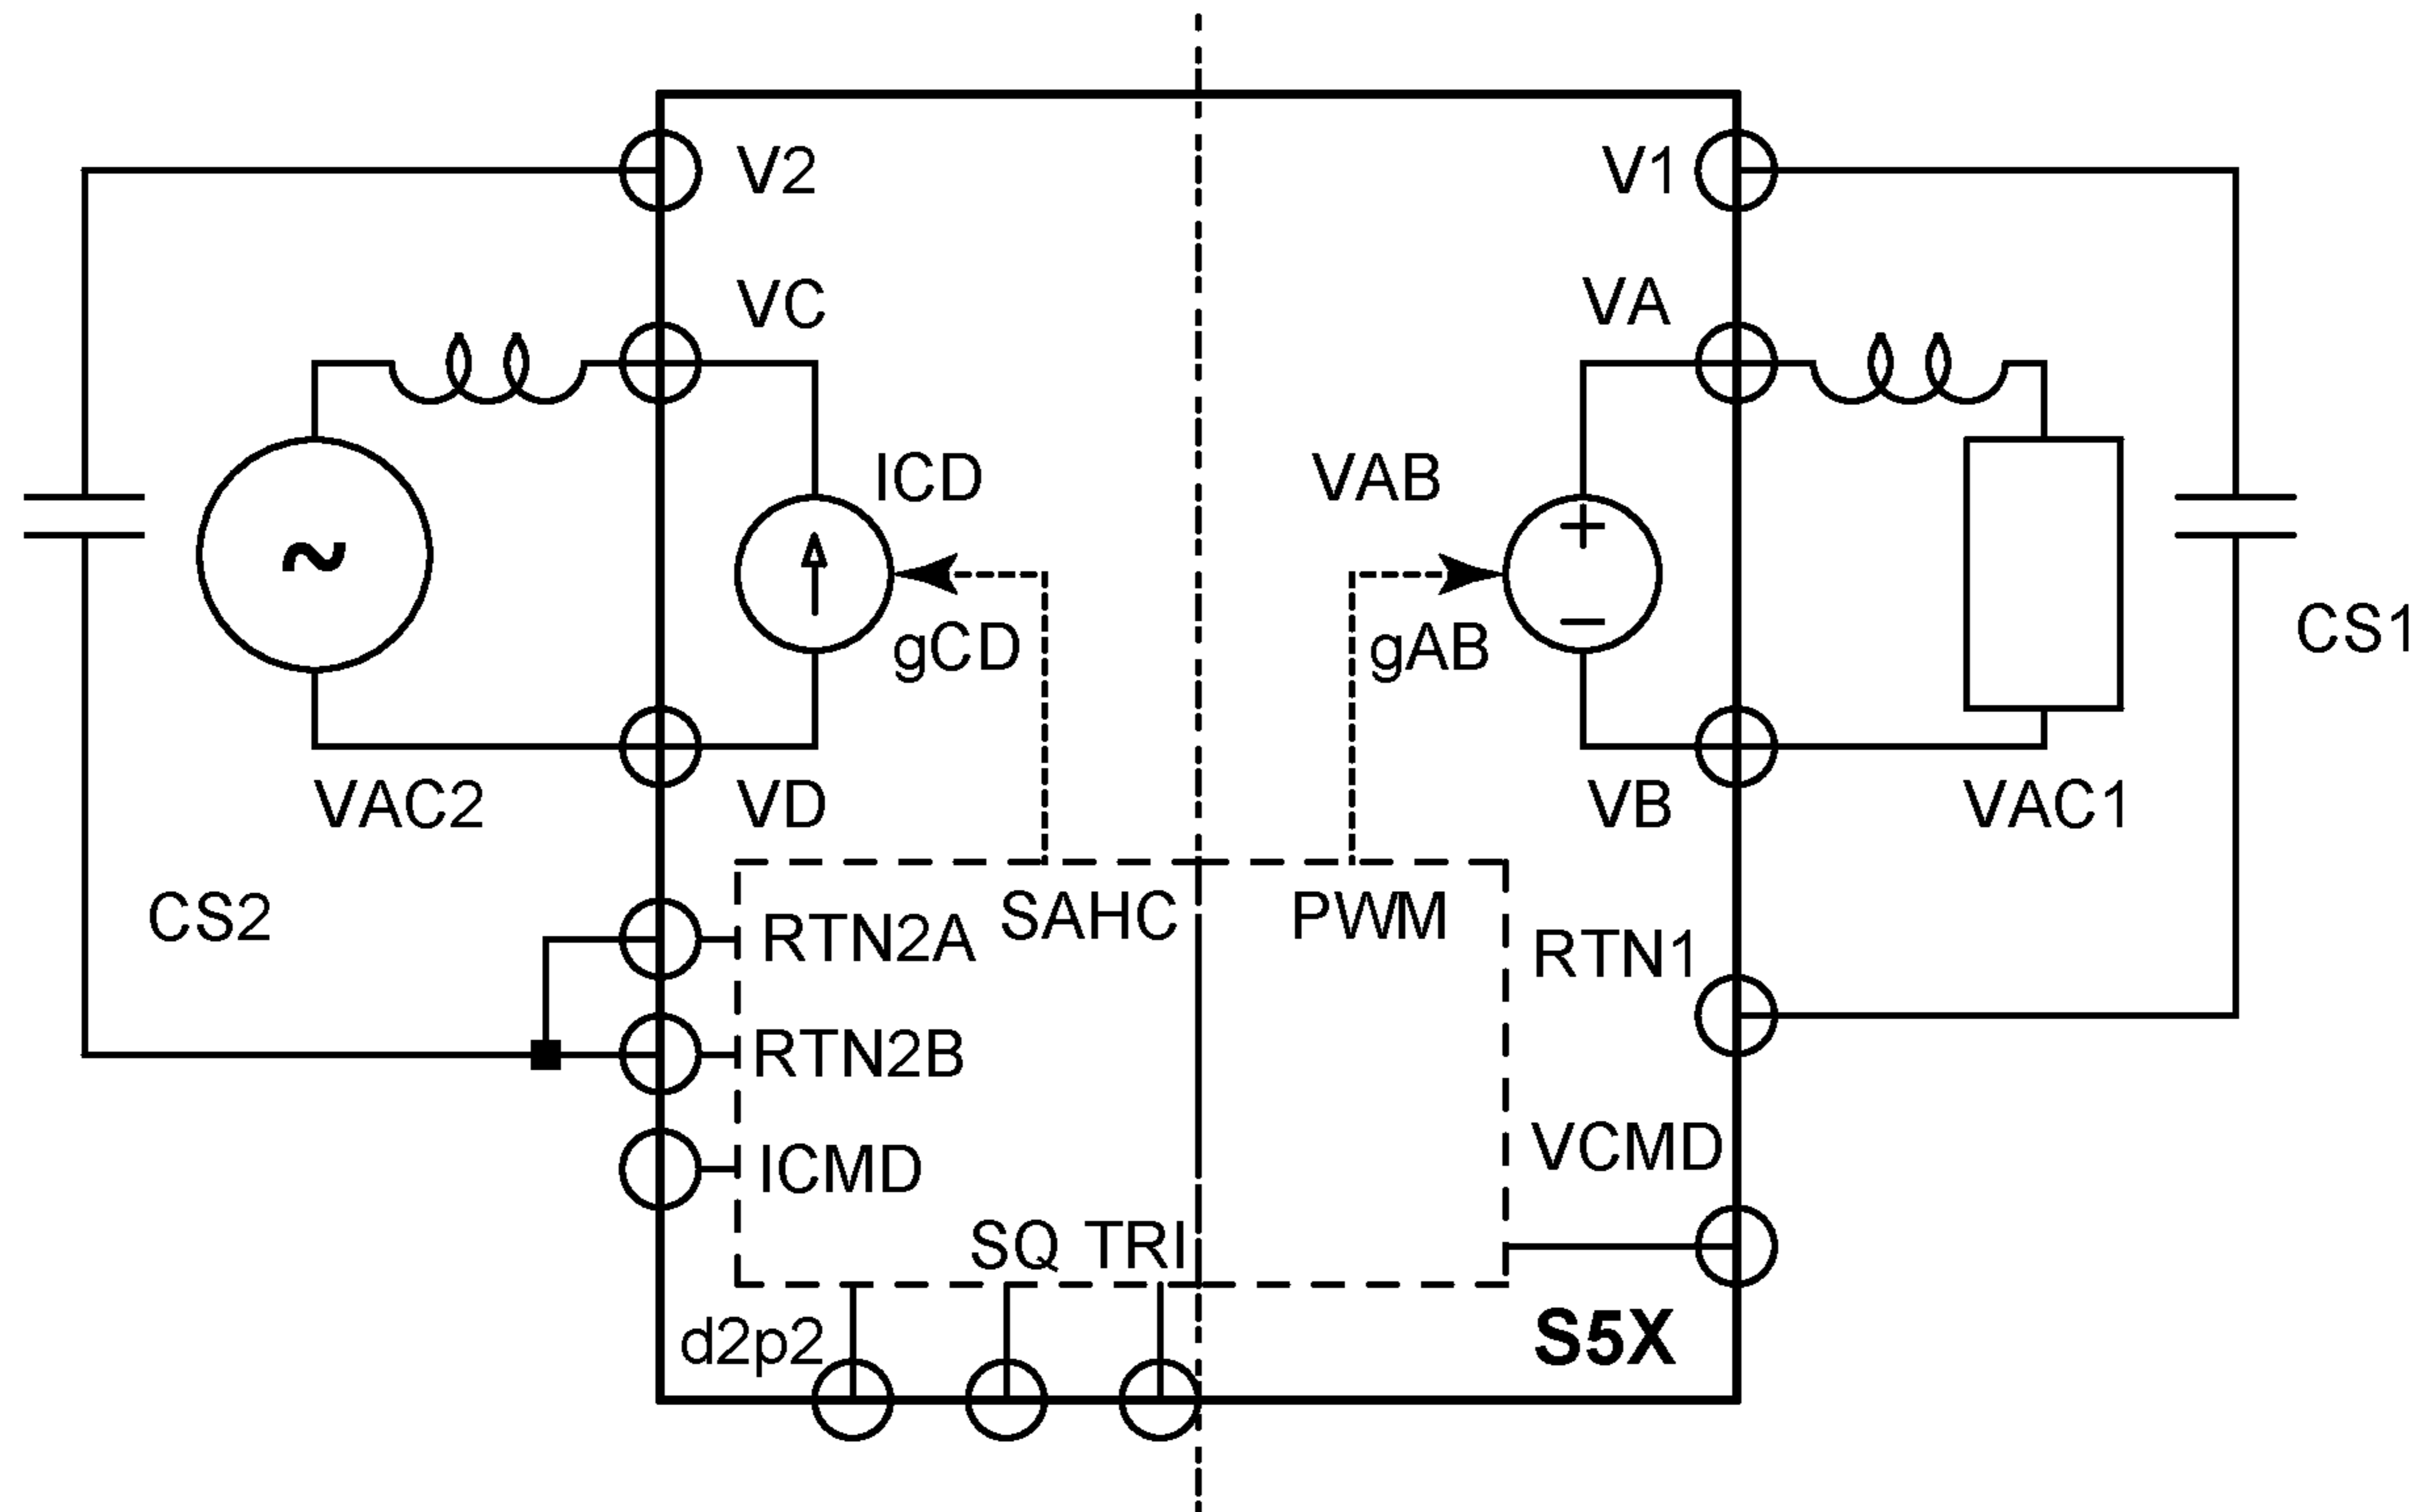 V2
V1
VC
VA
ICD
VAB
gCD
gAB
CS1
VAC2
VD
VB
VAC1
CS2
SAHC
PWM
RTN2A
RTN1
RTN2B
ICMD
VCMD
SQ TRI
d2p2
S5X